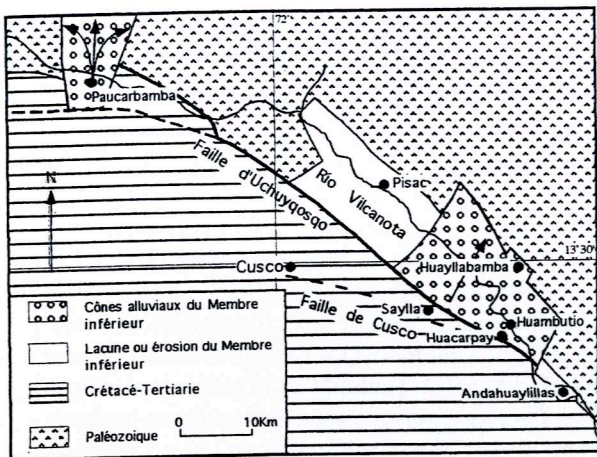 72°
Paucarbamba
Faille d'Uchuyqosqo
Río Vilcanota
Pisac
N
13°30
Cusco
Huayllabamba
Faille de Cusco
Saylla
Huambutio
Huacarpay
Andahuaylillas
Cônes alluviaux du Membre
inférieur
Lacune ou érosion du Membre
inférieur
Crétacé-Tertiarie
Paléozoique
0 10Km